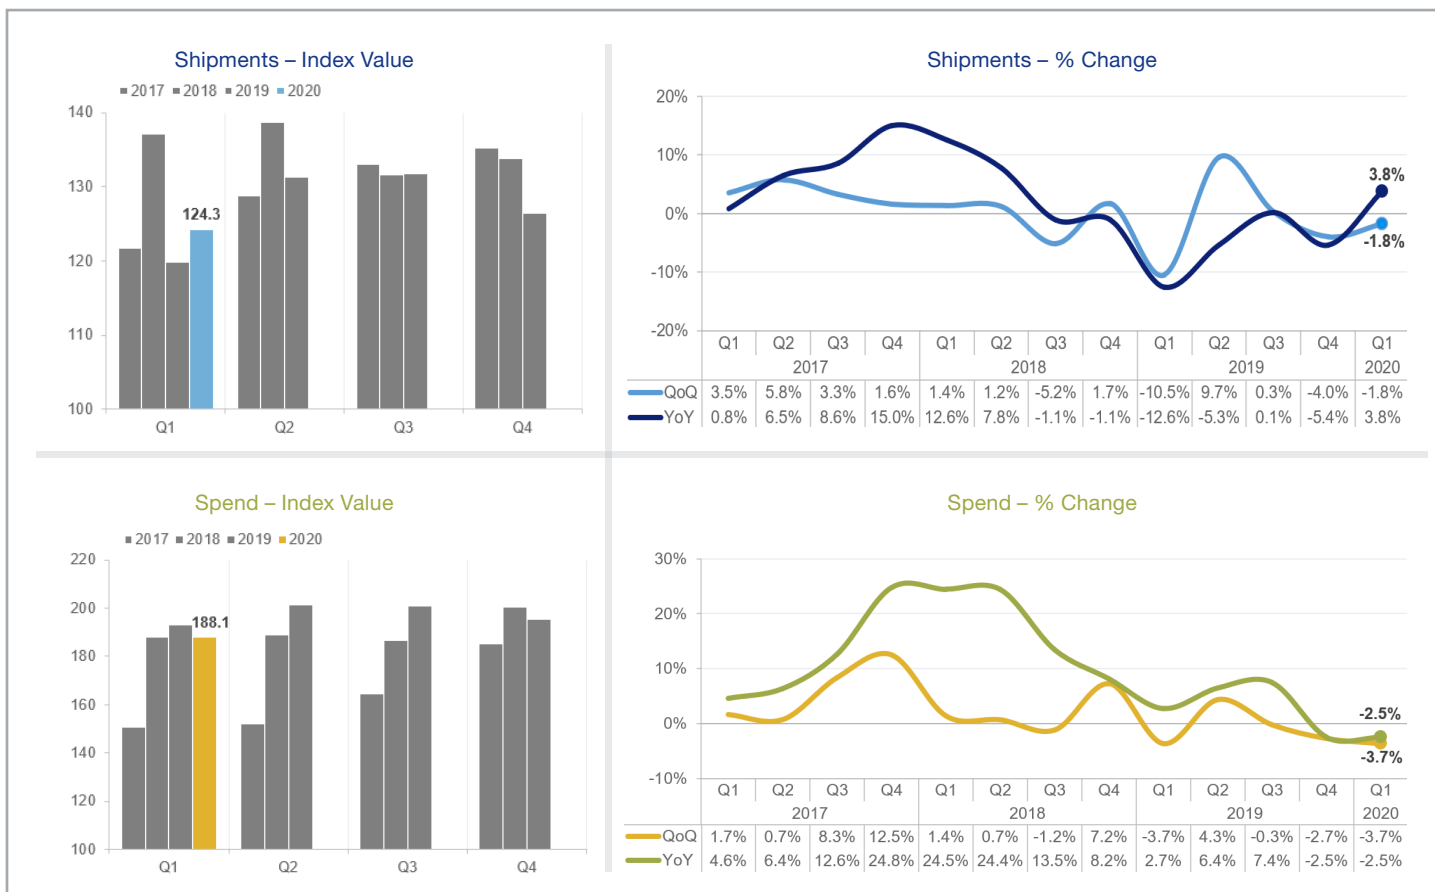 Shipments – Index Value
2017 2018 2019 2020
140
130
120
110
100
124.3
Q1 Q2 Q3 Q4
Shipments – % Change
20%
10%
0%
-10%
-20%
3.8%
-1.8%
Q1 Q2 Q3 Q4 Q1 Q2 Q3 Q4 Q1 Q2 Q3 Q4 Q1
2017 2018 2019 2020
QoQ 3.5% 5.8% 3.3% 1.6% 1.4% 1.2% -5.2% 1.7% -10.5% 9.7% 0.3% -4.0% -1.8%
YoY 0.8% 6.5% 8.6% 15.0% 12.6% 7.8% -1.1% -1.1% -12.6% -5.3% 0.1% -5.4% 3.8%
Spend – Index Value
2017 2018 2019 2020
220
200
180
160
140
120
100
188.1
Q1 Q2 Q3 Q4
Spend – % Change
30%
20%
10%
0%
-10%
-2.5%
-3.7%
Q1 Q2 Q3 Q4 Q1 Q2 Q3 Q4 Q1 Q2 Q3 Q4 Q1
2017 2018 2019 2020
QoQ 1.7% 0.7% 8.3% 12.5% 1.4% 0.7% -1.2% 7.2% -3.7% 4.3% -0.3% -2.7% -3.7%
YoY 4.6% 6.4% 12.6% 24.8% 24.5% 24.4% 13.5% 8.2% 2.7% 6.4% 7.4% -2.5% -2.5%